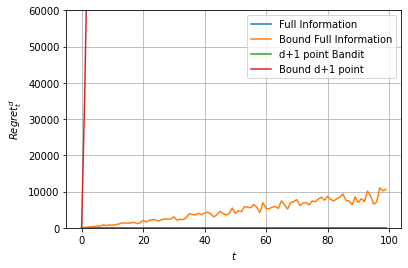 60000
50000
40000
30000
20000
10000
0
Regret_t^d
Full Information
Bound Full Information
d+1 point Bandit
Bound d+1 point
0 20 40 60 80 100
t